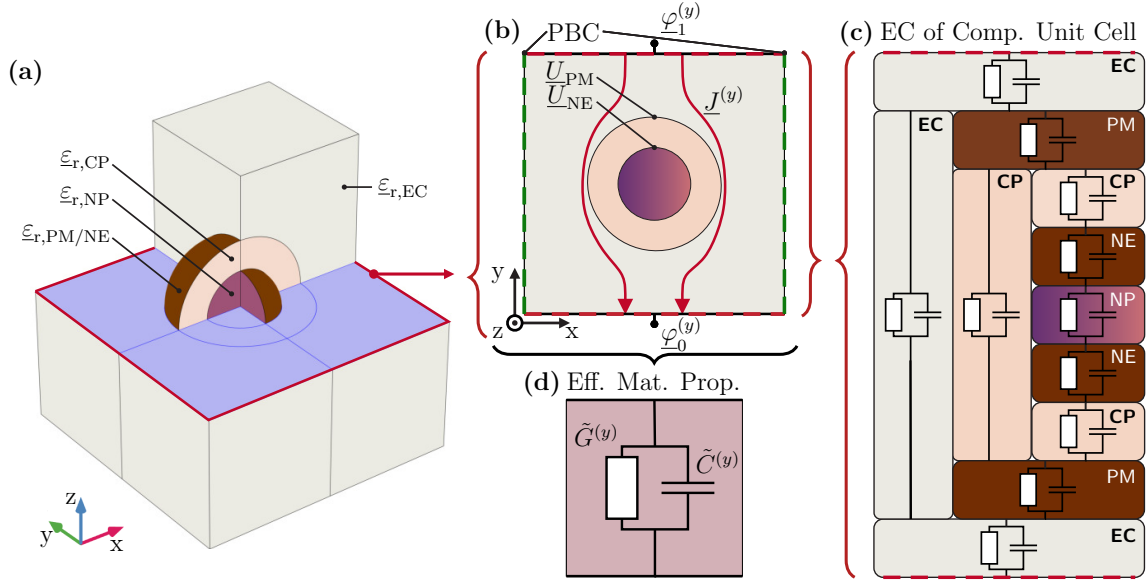 (a)
ε_r,CP
ε_r,NP
ε_r,PM/NE
ε_r,EC
z
y
x
(b)
PBC
φ_1^(y)
U_PM
U_NE
J^(y)
y
z
x
φ_0^(y)
(d) Eff. Mat. Prop.
G̃^(y)
C̃^(y)
(c) EC of Comp. Unit Cell
EC
EC
PM
CP
CP
NE
NP
NE
CP
PM
EC